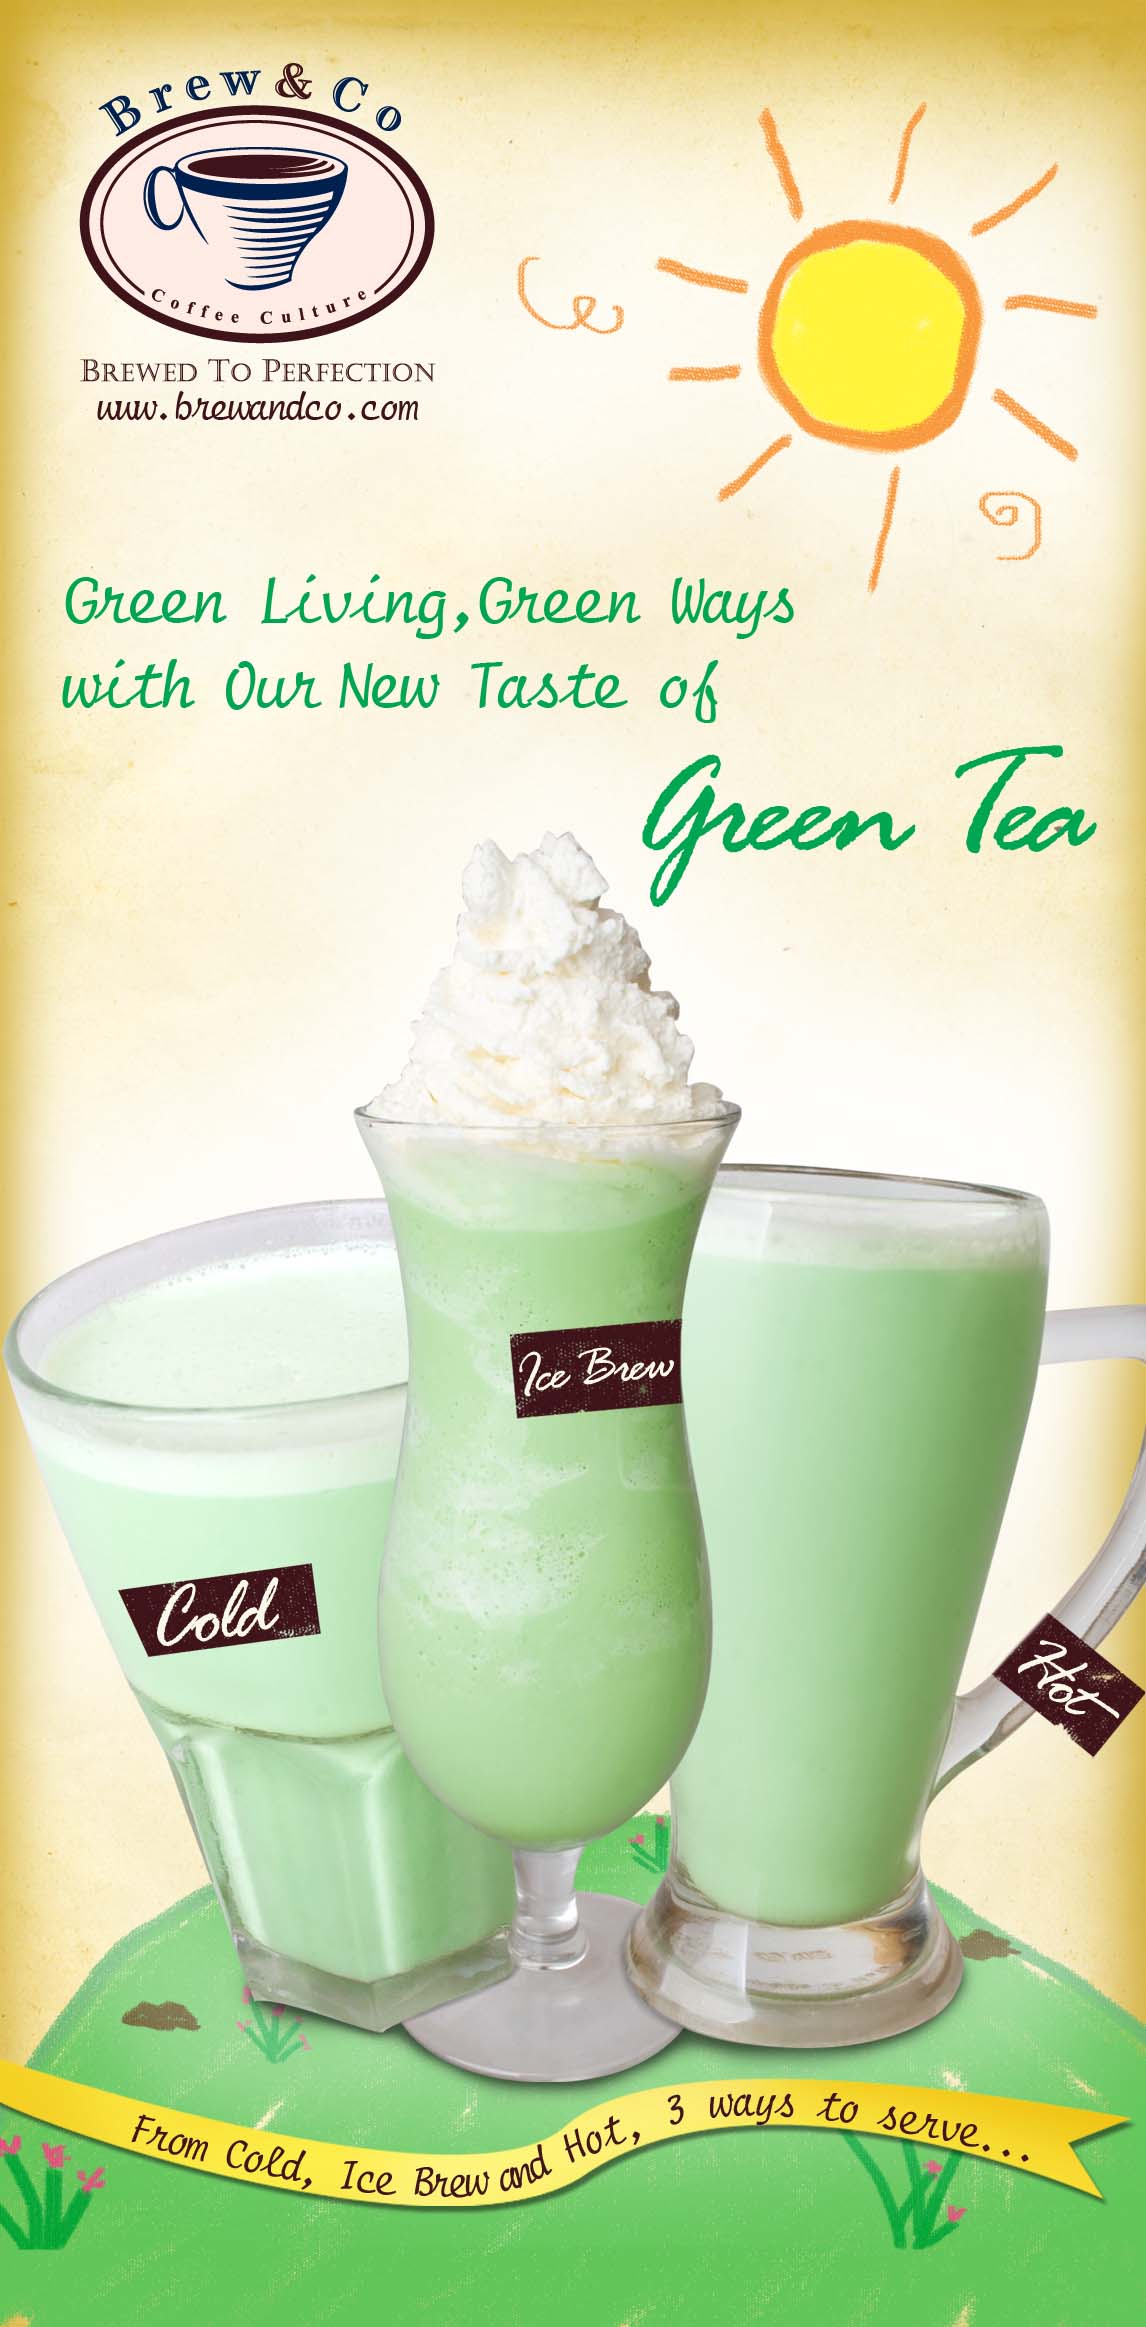 Brew & Co
Coffee Culture
BREWED TO PERFECTION
www.brewandco.com
Green Living, Green Ways
with Our New Taste of
Green Tea
Ice Brew
Cold
Hot
From Cold, Ice Brew and Hot, 3 ways to serve...